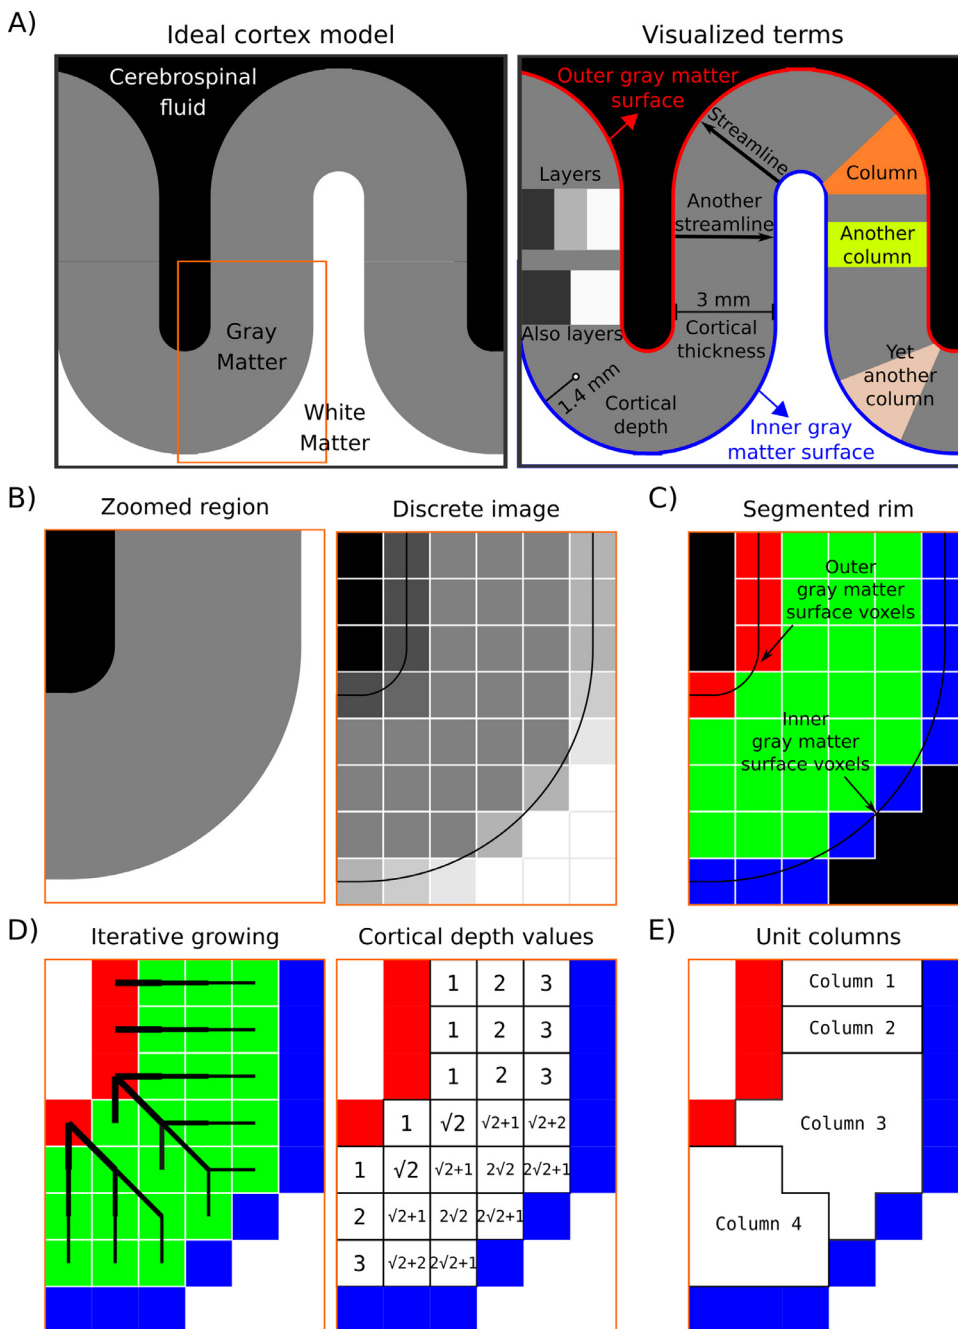 A)
Ideal cortex model
Visualized terms
Cerebrospinal
fluid
Gray
Matter
White
Matter
Outer gray matter
surface
Streamline
Layers
Column
Another
streamline
Another
column
3 mm
Also layers
Cortical
thickness
Yet
another
column
1.4 mm
Cortical
depth
Inner gray
matter surface
B)
Zoomed region
Discrete image
C)
Segmented rim
Outer
gray matter
surface voxels
Inner
gray matter
surface voxels
D)
Iterative growing
Cortical depth values
1 2 3
1 2 3
1 2 3
1 √2 √2+1 √2+2
1 √2 √2+1 2√2 2√2+1
2 √2+1 2√2 2√2+1
3 √2+2 2√2+1
E)
Unit columns
Column 1
Column 2
Column 3
Column 4